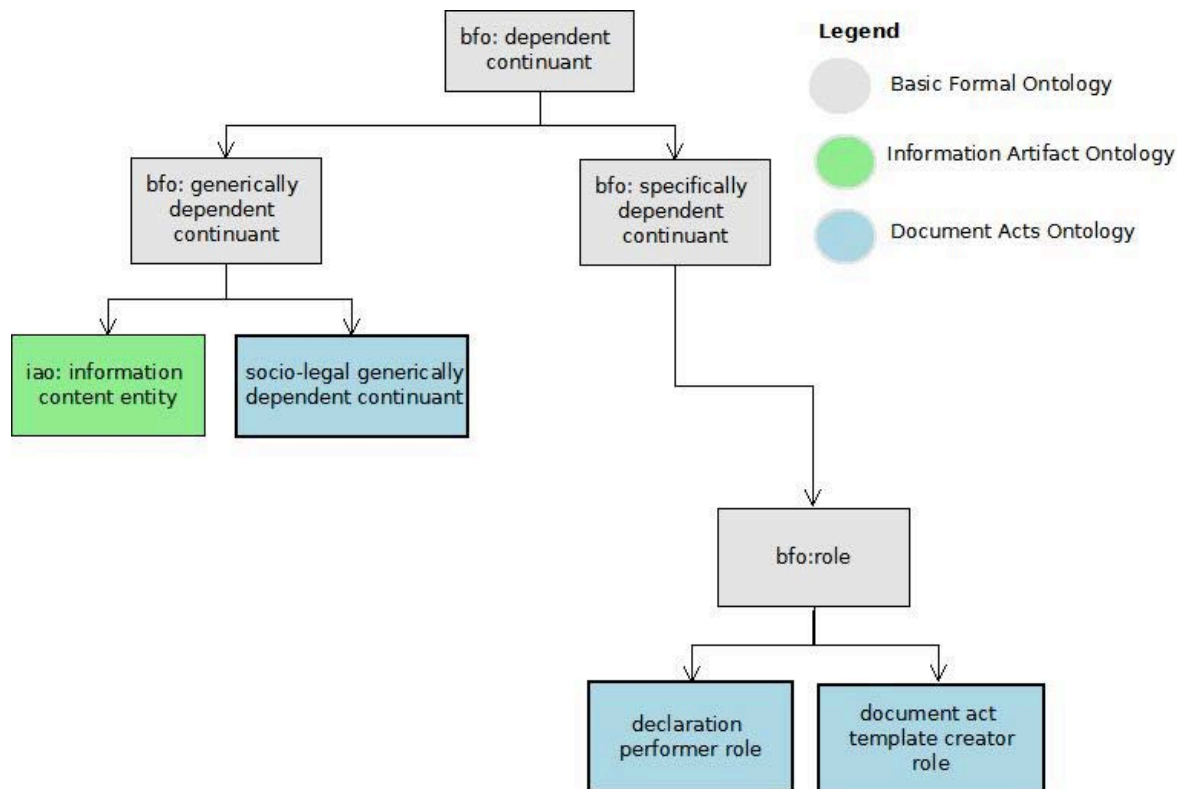 bfo: dependent
continuant
Legend
Basic Formal Ontology
Information Artifact Ontology
Document Acts Ontology
bfo: generically
dependent
continuant
bfo: specifically
dependent
continuant
iao: information
content entity
socio-legal generically
dependent continuant
bfo:role
declaration
performer role
document act
template creator
role